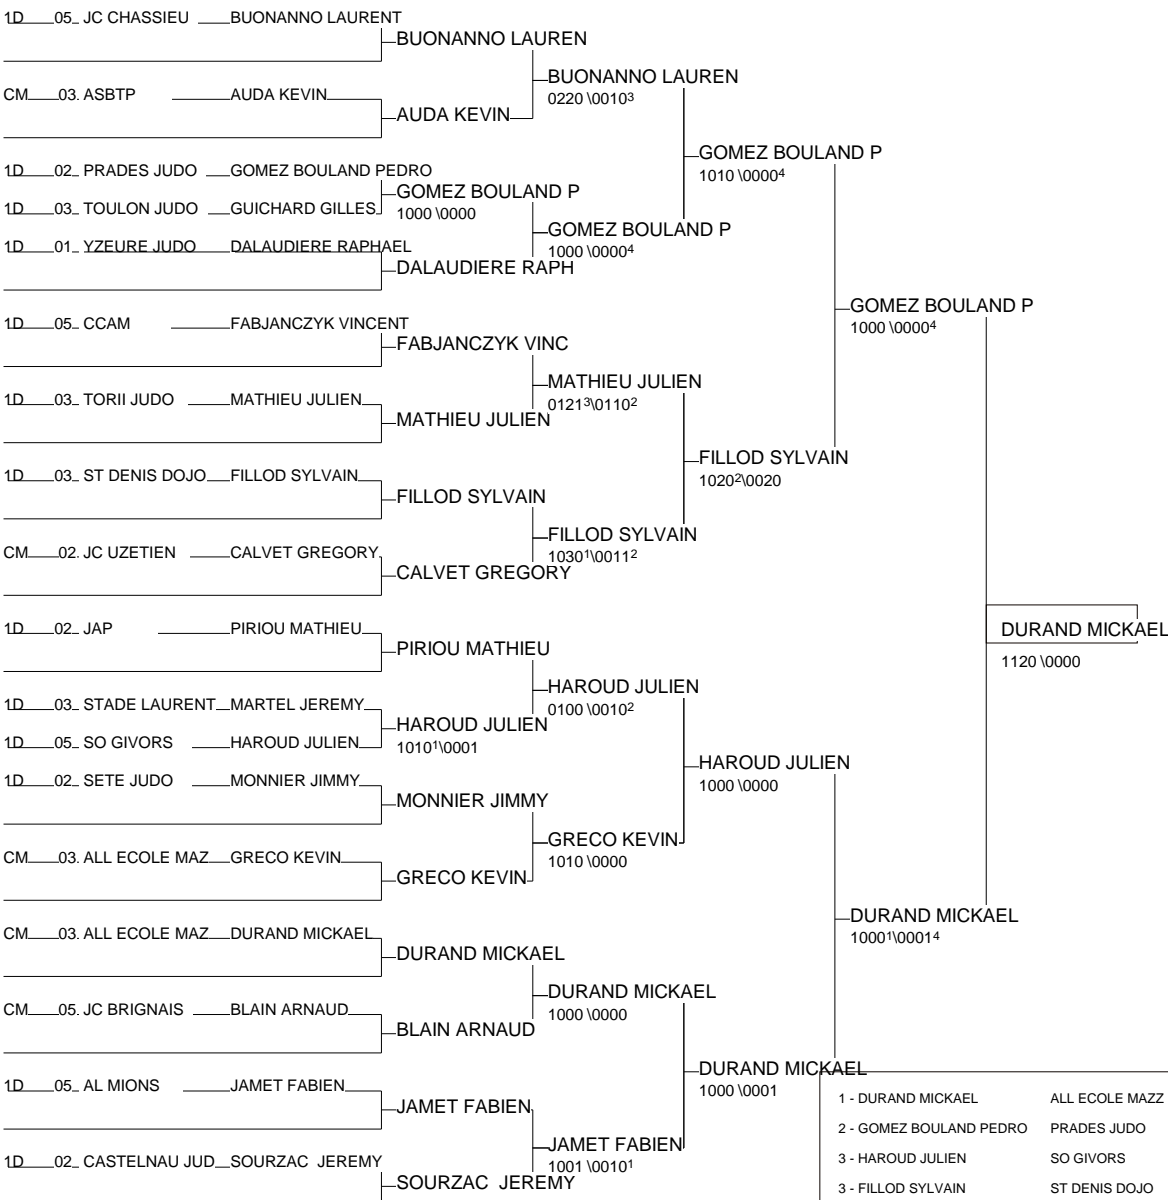 1D 05 JC CHASSIEU BUONANNO LAURENT
BUONANNO LAUREN
BUONANNO LAUREN
0220 \0010³
CM 03. ASBTP AUDA KEVIN
AUDA KEVIN
GOMEZ BOULAND P
1010 \0000⁴
1D 02 PRADES JUDO GOMEZ BOULAND PEDRO
GOMEZ BOULAND P
1000 \0000
1D 03 TOULON JUDO GUICHARD GILLES
GOMEZ BOULAND P
1000 \0000⁴
1D 01 YZEURE JUDO DALAUDIERE RAPHAEL
DALAUDIERE RAPH
GOMEZ BOULAND P
1000 \0000⁴
1D 05 CCAM FABJANCZYK VINCENT
FABJANCZYK VINC
MATHIEU JULIEN
0121³\0110²
1D 03 TORII JUDO MATHIEU JULIEN
MATHIEU JULIEN
FILLOD SYLVAIN
1020²\0020
1D 03 ST DENIS DOJO FILLOD SYLVAIN
FILLOD SYLVAIN
FILLOD SYLVAIN
1030¹\0011²
CM 02. JC UZETIEN CALVET GREGORY
CALVET GREGORY
DURAND MICKAEL
1120 \0000
1D 02 JAP PIRIOU MATHIEU
PIRIOU MATHIEU
HAROUD JULIEN
0100 \0010²
1D 03 STADE LAURENT MARTEL JEREMY
HAROUD JULIEN
1010¹\0001
1D 05 SO GIVORS HAROUD JULIEN
HAROUD JULIEN
1000 \0000
1D 02 SETE JUDO MONNIER JIMMY
MONNIER JIMMY
GRECO KEVIN
1010 \0000
CM 03. ALL ECOLE MAZ GRECO KEVIN
GRECO KEVIN
DURAND MICKAEL
1000¹\0001⁴
CM 03. ALL ECOLE MAZ DURAND MICKAEL
DURAND MICKAEL
DURAND MICKAEL
1000 \0000
CM 05. JC BRIGNAIS BLAIN ARNAUD
BLAIN ARNAUD
DURAND MICKAEL
1000 \0001
1D 05 AL MIONS JAMET FABIEN
JAMET FABIEN
JAMET FABIEN
1001 \0010¹
1D 02 CASTELNAU JUD SOURZAC JEREMY
SOURZAC JEREMY
1 - DURAND MICKAEL ALL ECOLE MAZZ
2 - GOMEZ BOULAND PEDRO PRADES JUDO
3 - HAROUD JULIEN SO GIVORS
3 - FILLOD SYLVAIN ST DENIS DOJO